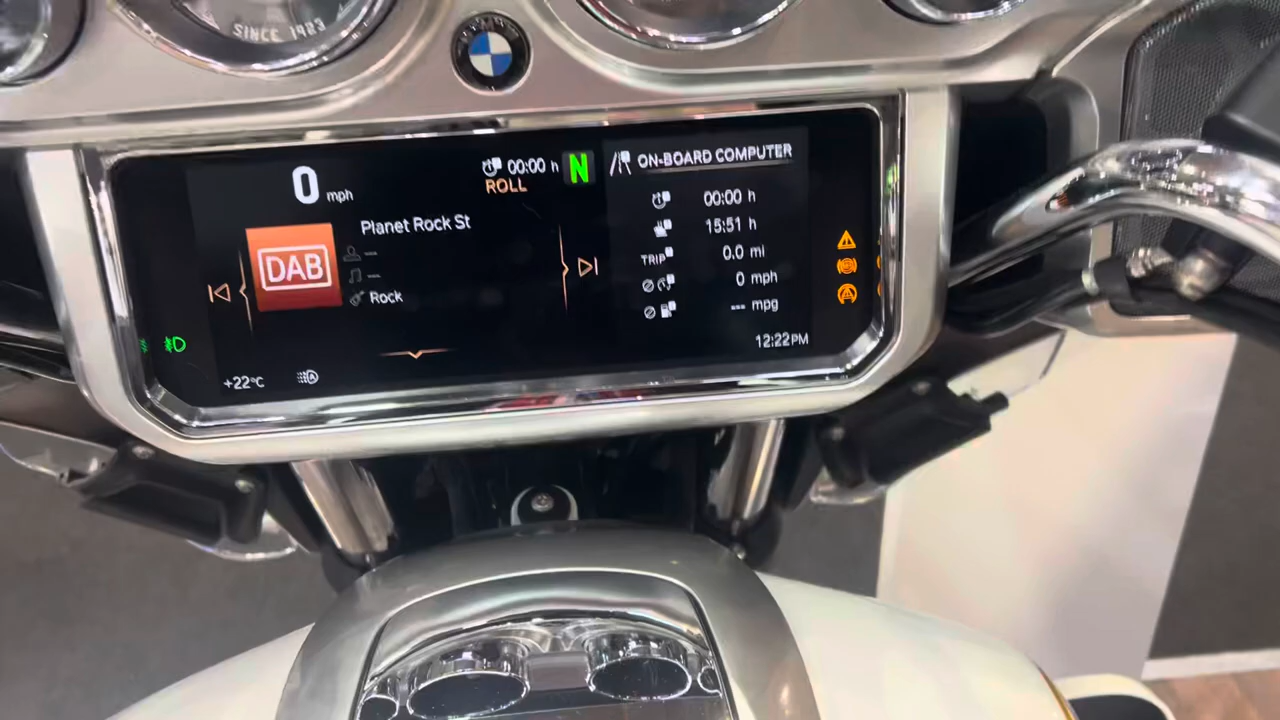 SINCE 1923
0 mph
00:00 h N
ROLL
ON-BOARD COMPUTER
Planet Rock St
DAB
--
--
Rock
00:00 h
15:51 h
TRIP 0.0 mi
0 mph
--- mpg
12:22PM
+22°C